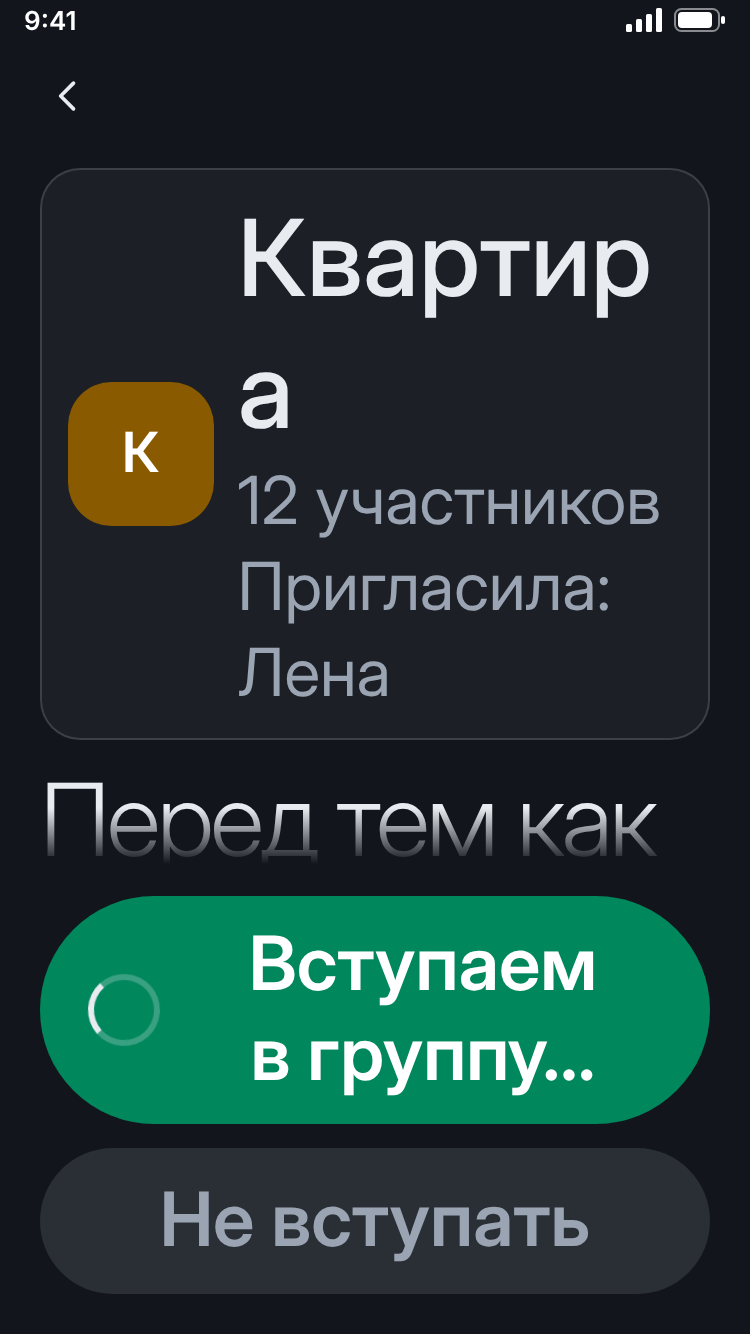 9:41
Квартир
а
К
12 участников
Пригласила:
Лена
Перед тем как
Вступаем
в группу...
Не вступать